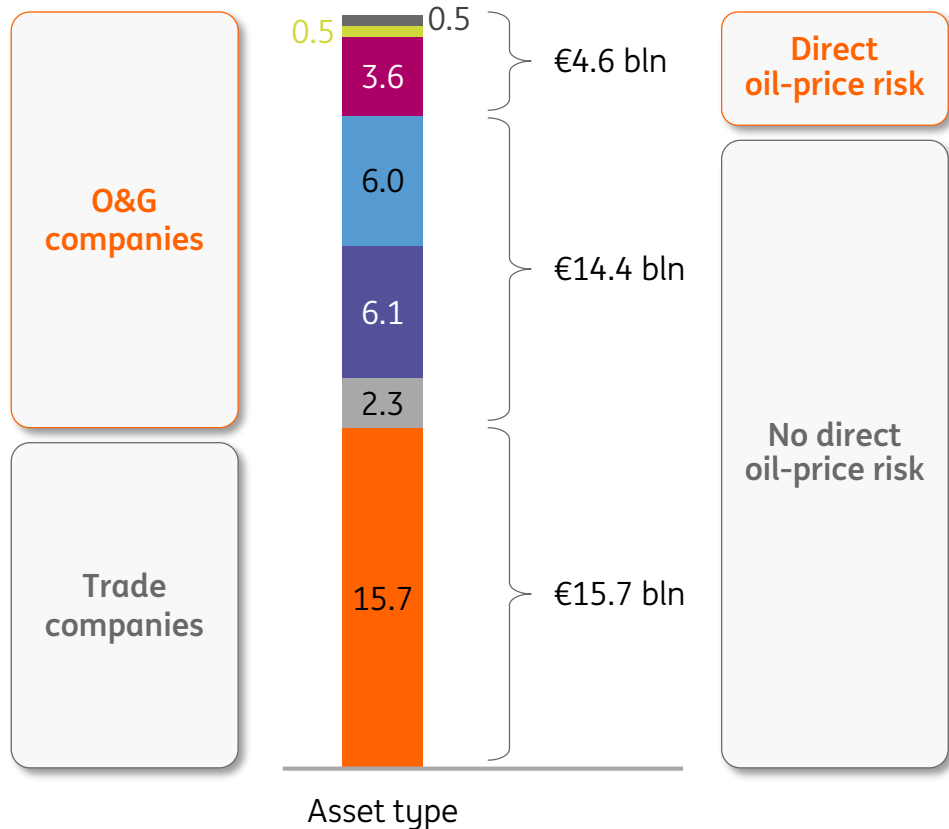 O&G
companies
Trade
companies
0.5
0.5
3.6
6.0
6.1
2.3
15.7
Asset type
€4.6 bln
€14.4 bln
€15.7 bln
Direct
oil-price risk
No direct
oil-price risk